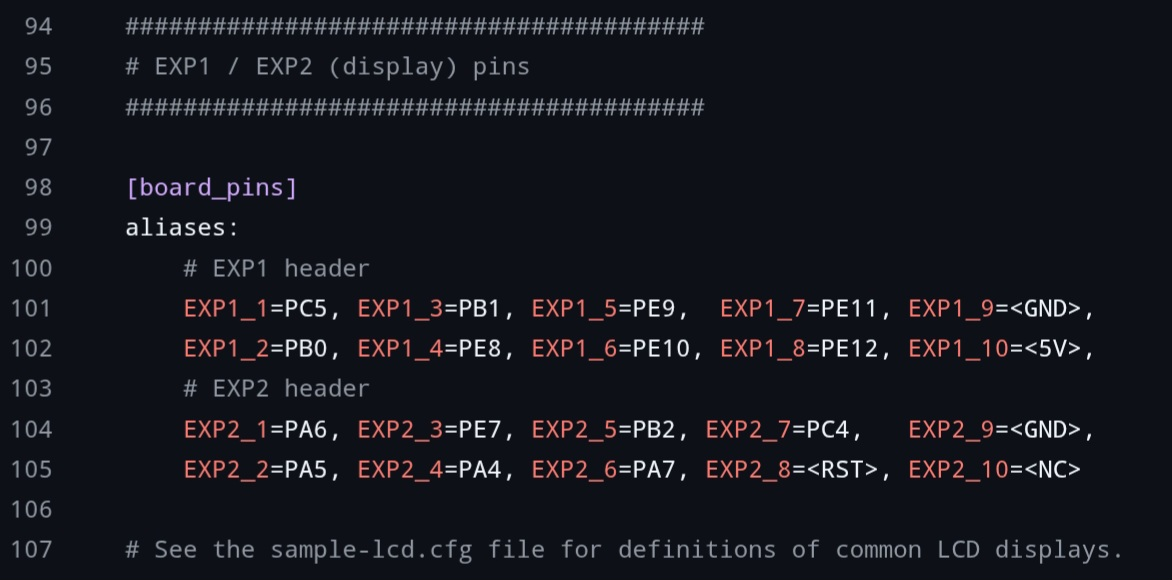 94 ########################################
95 # EXP1 / EXP2 (display) pins
96 ########################################
97
98 [board_pins]
99 aliases:
100     # EXP1 header
101     EXP1_1=PC5, EXP1_3=PB1, EXP1_5=PE9,  EXP1_7=PE11, EXP1_9=<GND>,
102     EXP1_2=PB0, EXP1_4=PE8, EXP1_6=PE10, EXP1_8=PE12, EXP1_10=<5V>,
103     # EXP2 header
104     EXP2_1=PA6, EXP2_3=PE7, EXP2_5=PB2, EXP2_7=PC4,   EXP2_9=<GND>,
105     EXP2_2=PA5, EXP2_4=PA4, EXP2_6=PA7, EXP2_8=<RST>, EXP2_10=<NC>
106
107 # See the sample-lcd.cfg file for definitions of common LCD displays.